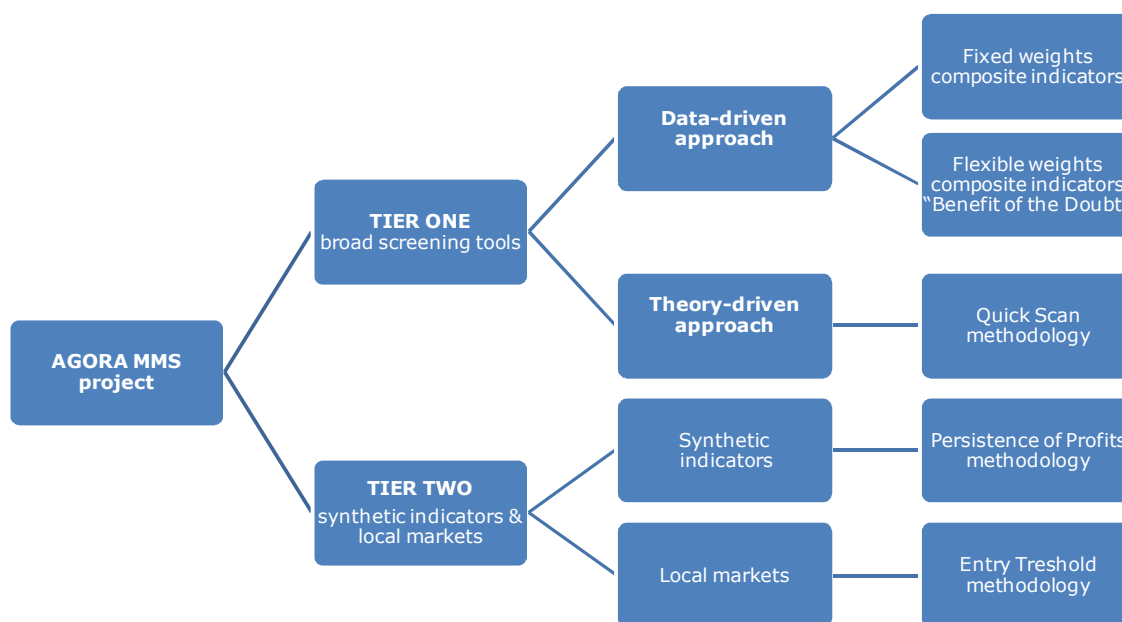 AGORA MMS
project
TIER ONE
broad screening tools
TIER TWO
synthetic indicators &
local markets
Data-driven
approach
Theory-driven
approach
Synthetic
indicators
Local markets
Fixed weights
composite indicators
Flexible weights
composite indicators
“Benefit of the Doubt
Quick Scan
methodology
Persistence of Profits
methodology
Entry Treshold
methodology